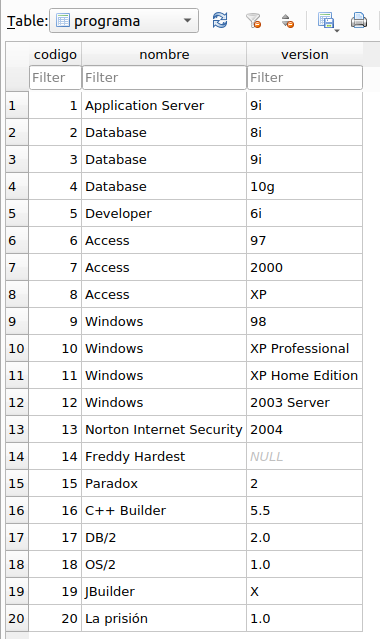 Table: programa
codigo nombre version
Filter Filter Filter
1 1 Application Server 9i
2 2 Database 8i
3 3 Database 9i
4 4 Database 10g
5 5 Developer 6i
6 6 Access 97
7 7 Access 2000
8 8 Access XP
9 9 Windows 98
10 10 Windows XP Professional
11 11 Windows XP Home Edition
12 12 Windows 2003 Server
13 13 Norton Internet Security 2004
14 14 Freddy Hardest NULL
15 15 Paradox 2
16 16 C++ Builder 5.5
17 17 DB/2 2.0
18 18 OS/2 1.0
19 19 JBuilder X
20 20 La prisión 1.0